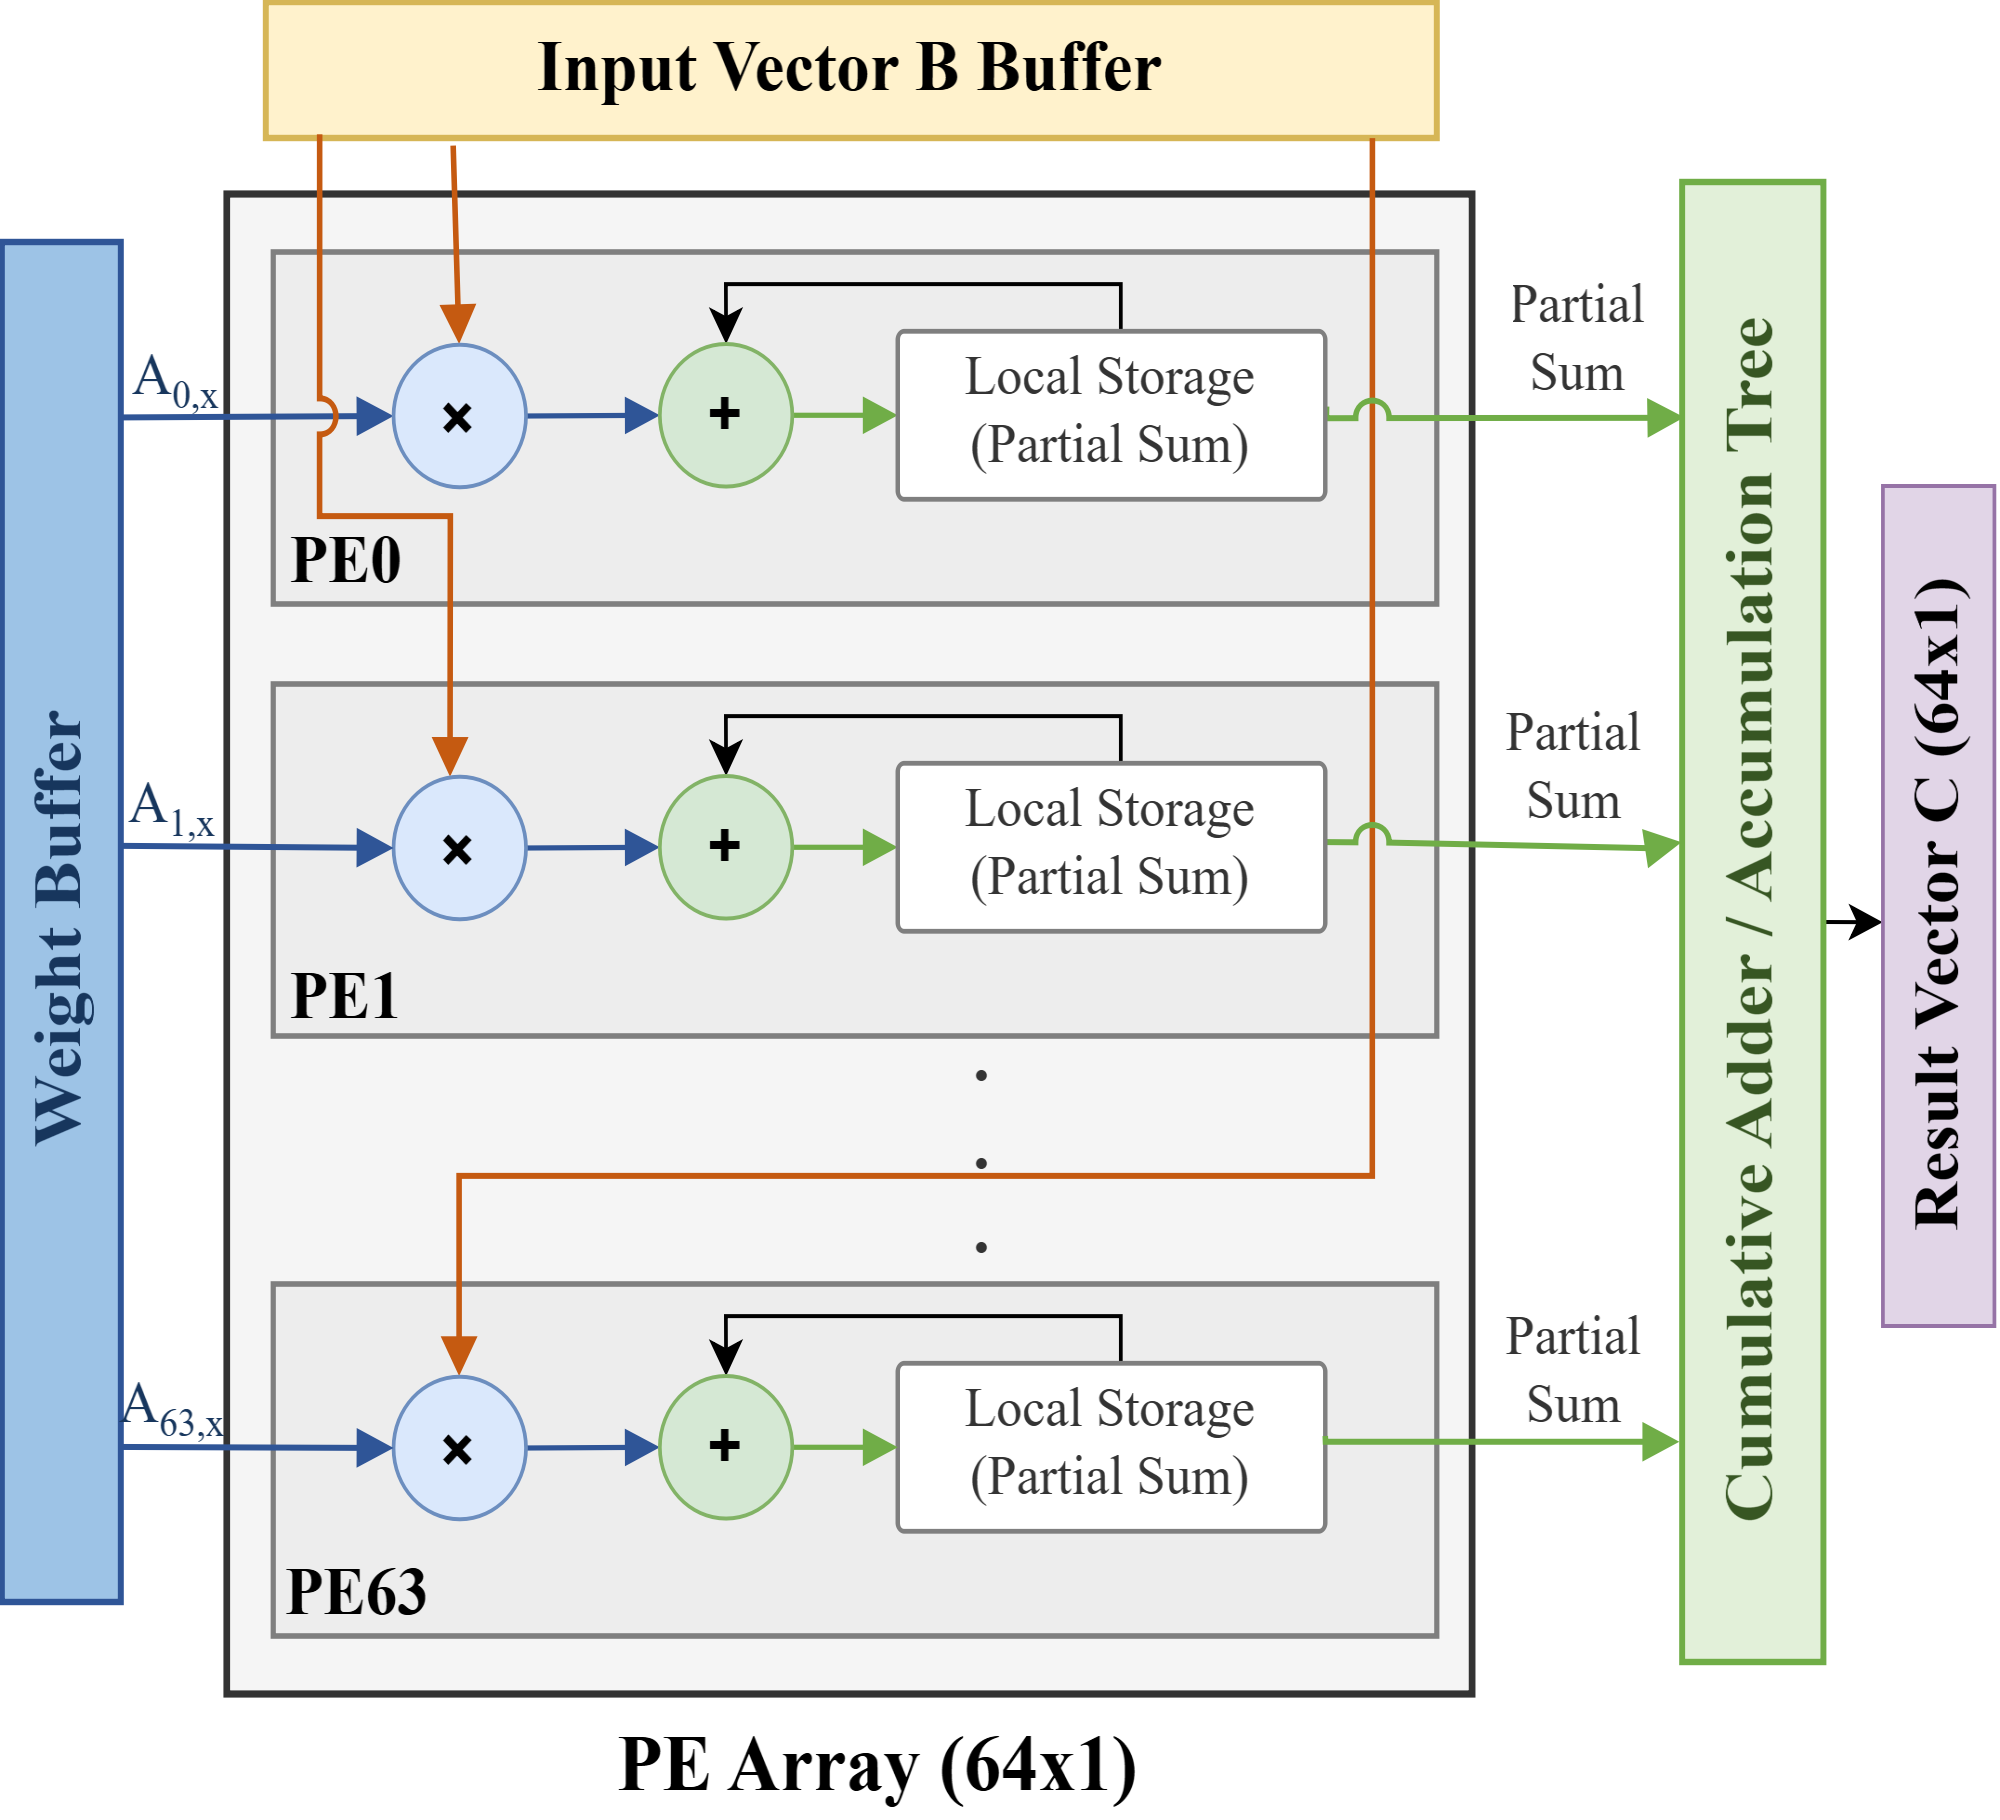 Input Vector B Buffer
Weight Buffer
A0,x
×
+
Local Storage
(Partial Sum)
PE0
Partial
Sum
A1,x
×
+
Local Storage
(Partial Sum)
PE1
Partial
Sum
.
.
.
A63,x
×
+
Local Storage
(Partial Sum)
PE63
Partial
Sum
Cumulative Adder / Accumulation Tree
Result Vector C (64x1)
PE Array (64x1)